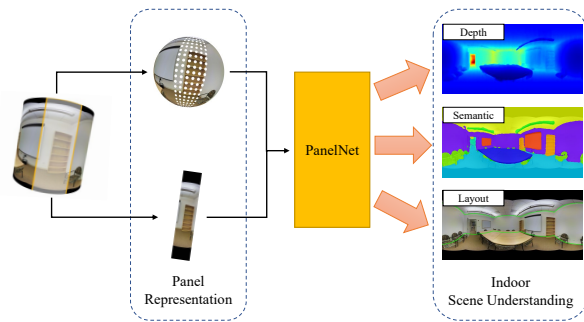 Depth
Semantic
PanelNet
Layout
Panel
Representation
Indoor
Scene Understanding